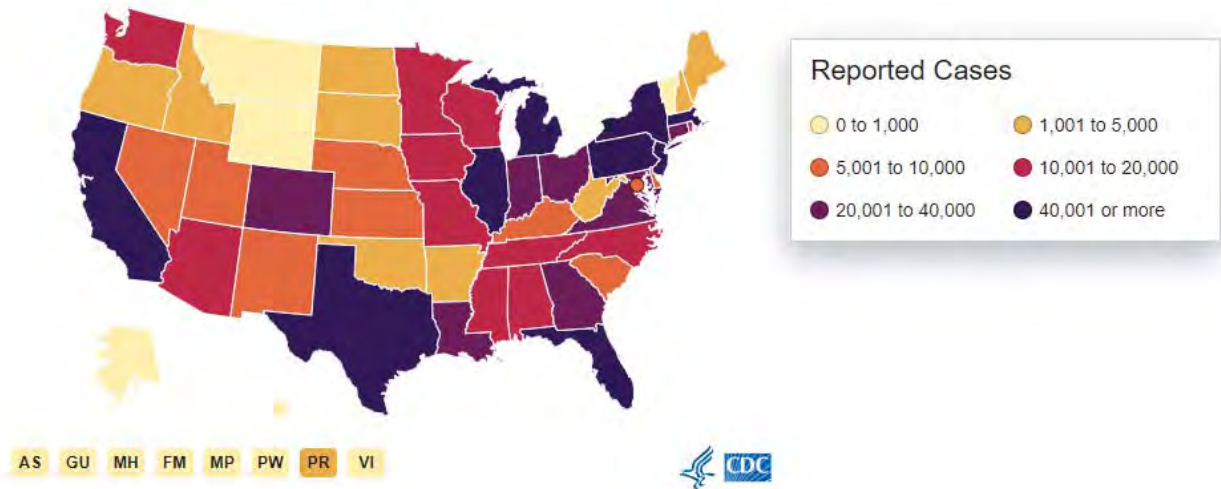 Reported Cases
0 to 1,000 1,001 to 5,000
5,001 to 10,000 10,001 to 20,000
20,001 to 40,000 40,001 or more
AS GU MH FM MP PW PR VI
CDC